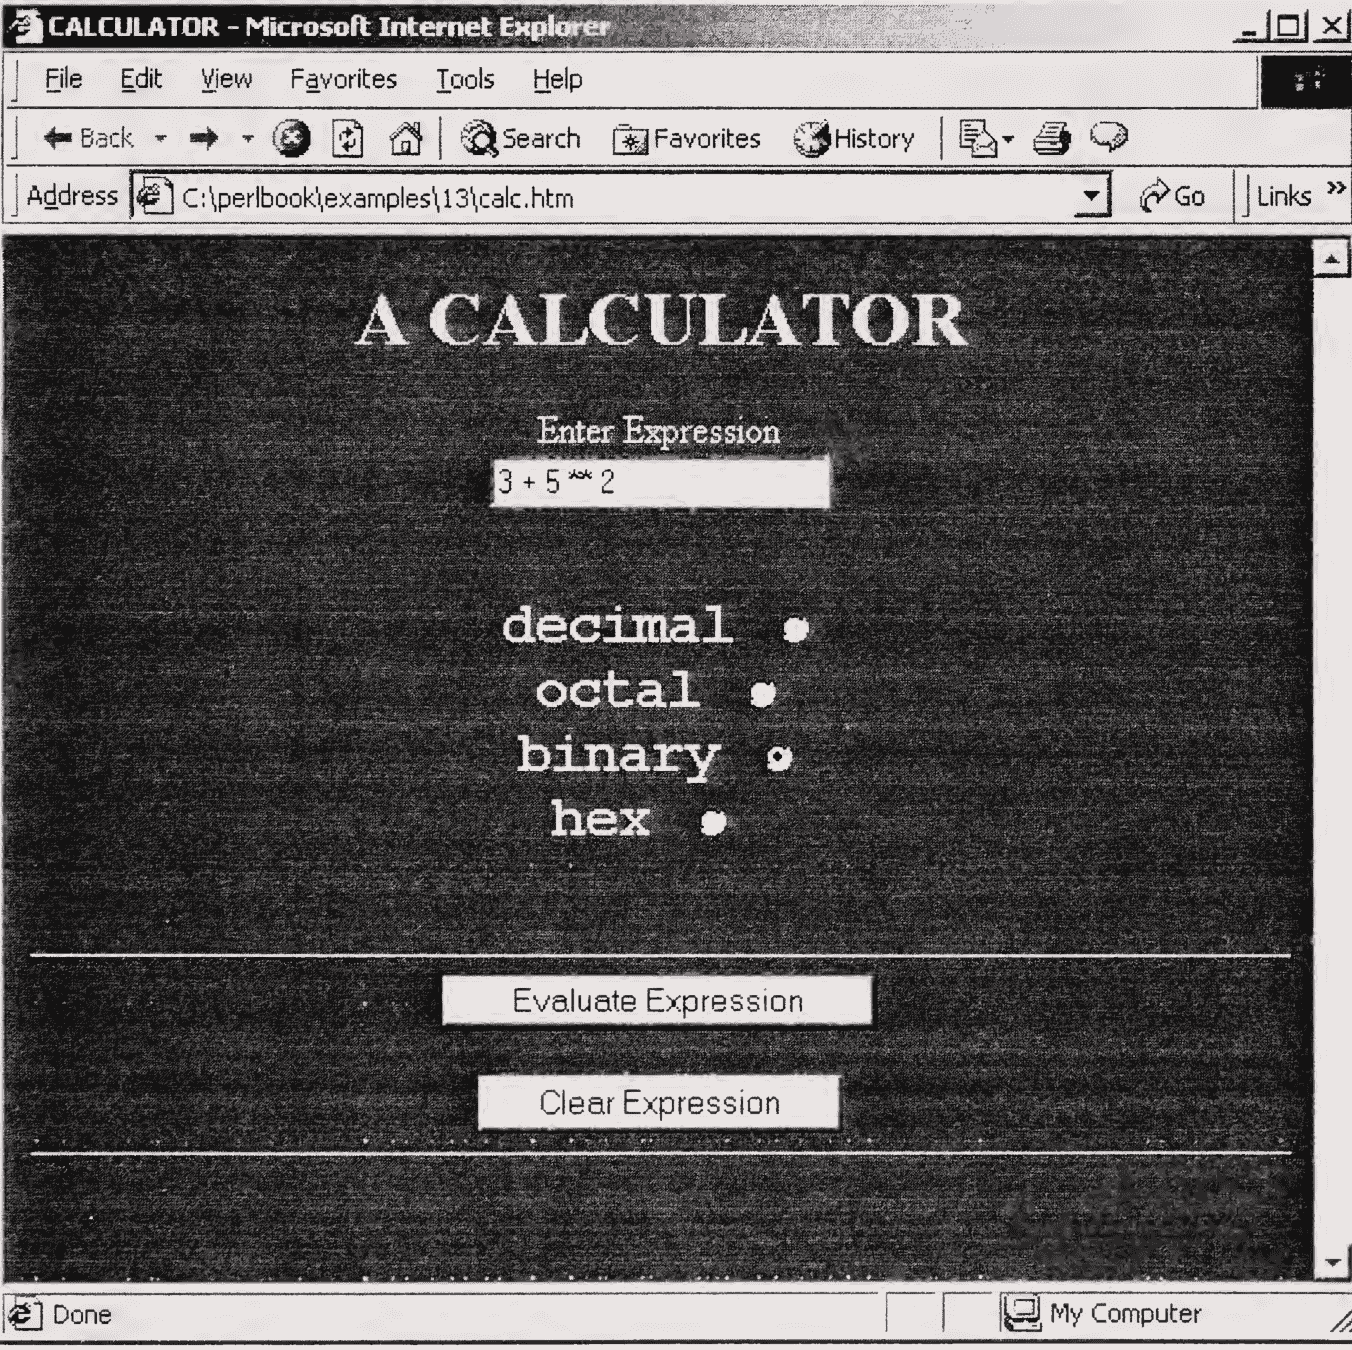 CALCULATOR - Microsoft Internet Explorer
File Edit View Favorites Tools Help
Back Search Favorites History
Address C:\perlbook\examples\13\calc.htm Go Links »
A CALCULATOR
Enter Expression
3 + 5 ** 2
decimal
octal
binary
hex
Evaluate Expression
Clear Expression
Done My Computer